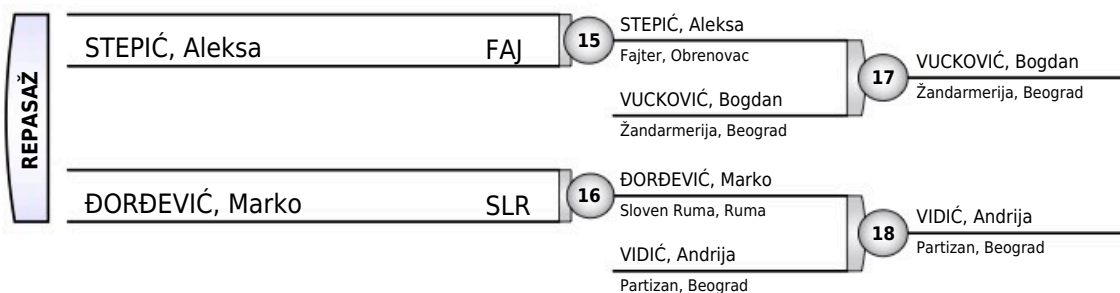 REPASAŽ
STEPIĆ, Aleksa FAJ
15
STEPIĆ, Aleksa
Fajter, Obrenovac
VUCKOVIĆ, Bogdan
Žandarmerija, Beograd
17
VUCKOVIĆ, Bogdan
Žandarmerija, Beograd
ĐORĐEVIĆ, Marko SLR
16
ĐORĐEVIĆ, Marko
Sloven Ruma, Ruma
VIDIĆ, Andrija
Partizan, Beograd
18
VIDIĆ, Andrija
Partizan, Beograd